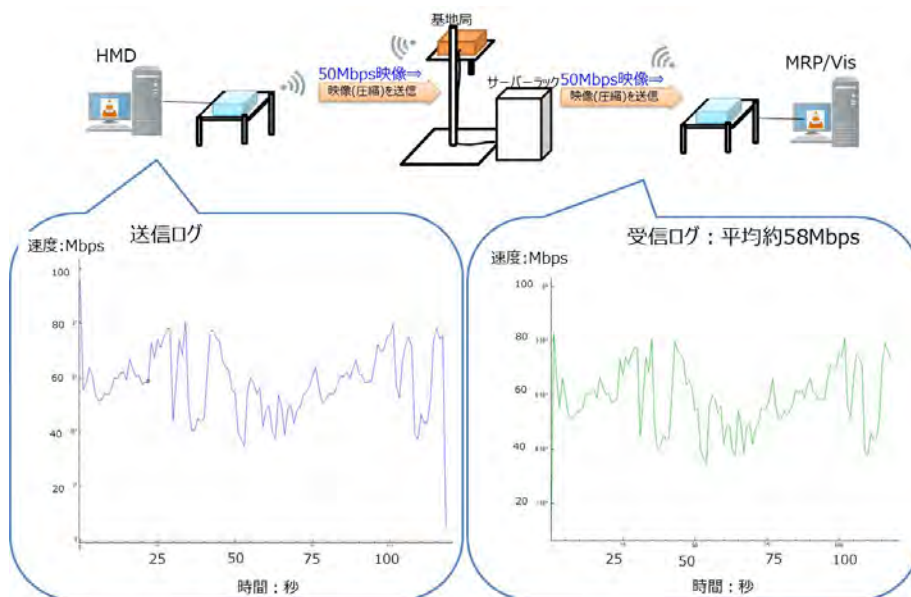 基地局
HMD
MRP/Vis
50Mbps映像⇒
映像(圧縮)を送信
サーバーラック
50Mbps映像⇒
映像(圧縮)を送信
送信ログ
速度:Mbps
100
80
60
40
20
25
50
75
100
時間：秒
受信ログ：平均約58Mbps
速度:Mbps
100
80
60
40
20
25
50
75
100
時間：秒